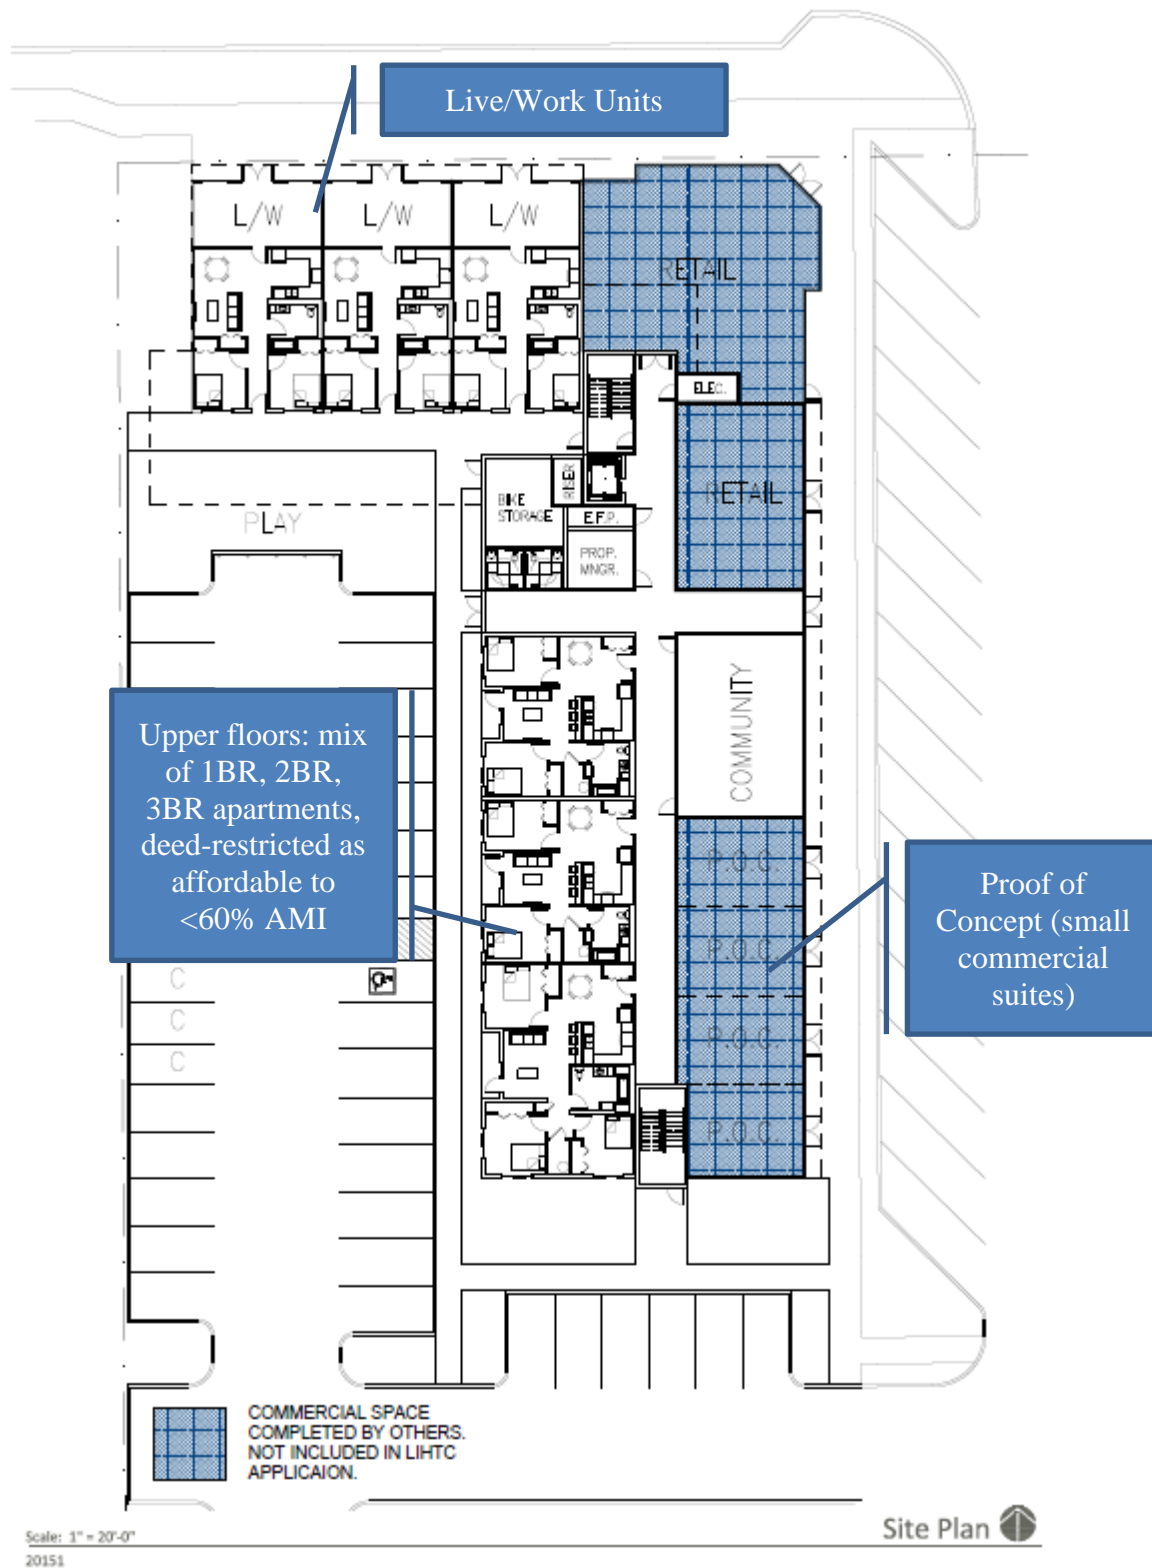 Live/Work Units
L/W
L/W
L/W
RETAIL
ELEC.
RETAIL
RISER
BIKE
STORAGE
E.F.P.
PROP.
MNGR.
PLAY
COMMUNITY
Upper floors: mix
of 1BR, 2BR,
3BR apartments,
deed-restricted as
affordable to
<60% AMI
P.O.C.
P.O.C.
P.O.C.
P.O.C.
Proof of
Concept (small
commercial
suites)
C
C
C
COMMERCIAL SPACE
COMPLETED BY OTHERS.
NOT INCLUDED IN LIHTC
APPLICAION.
Site Plan
Scale: 1" = 20'-0"
20151